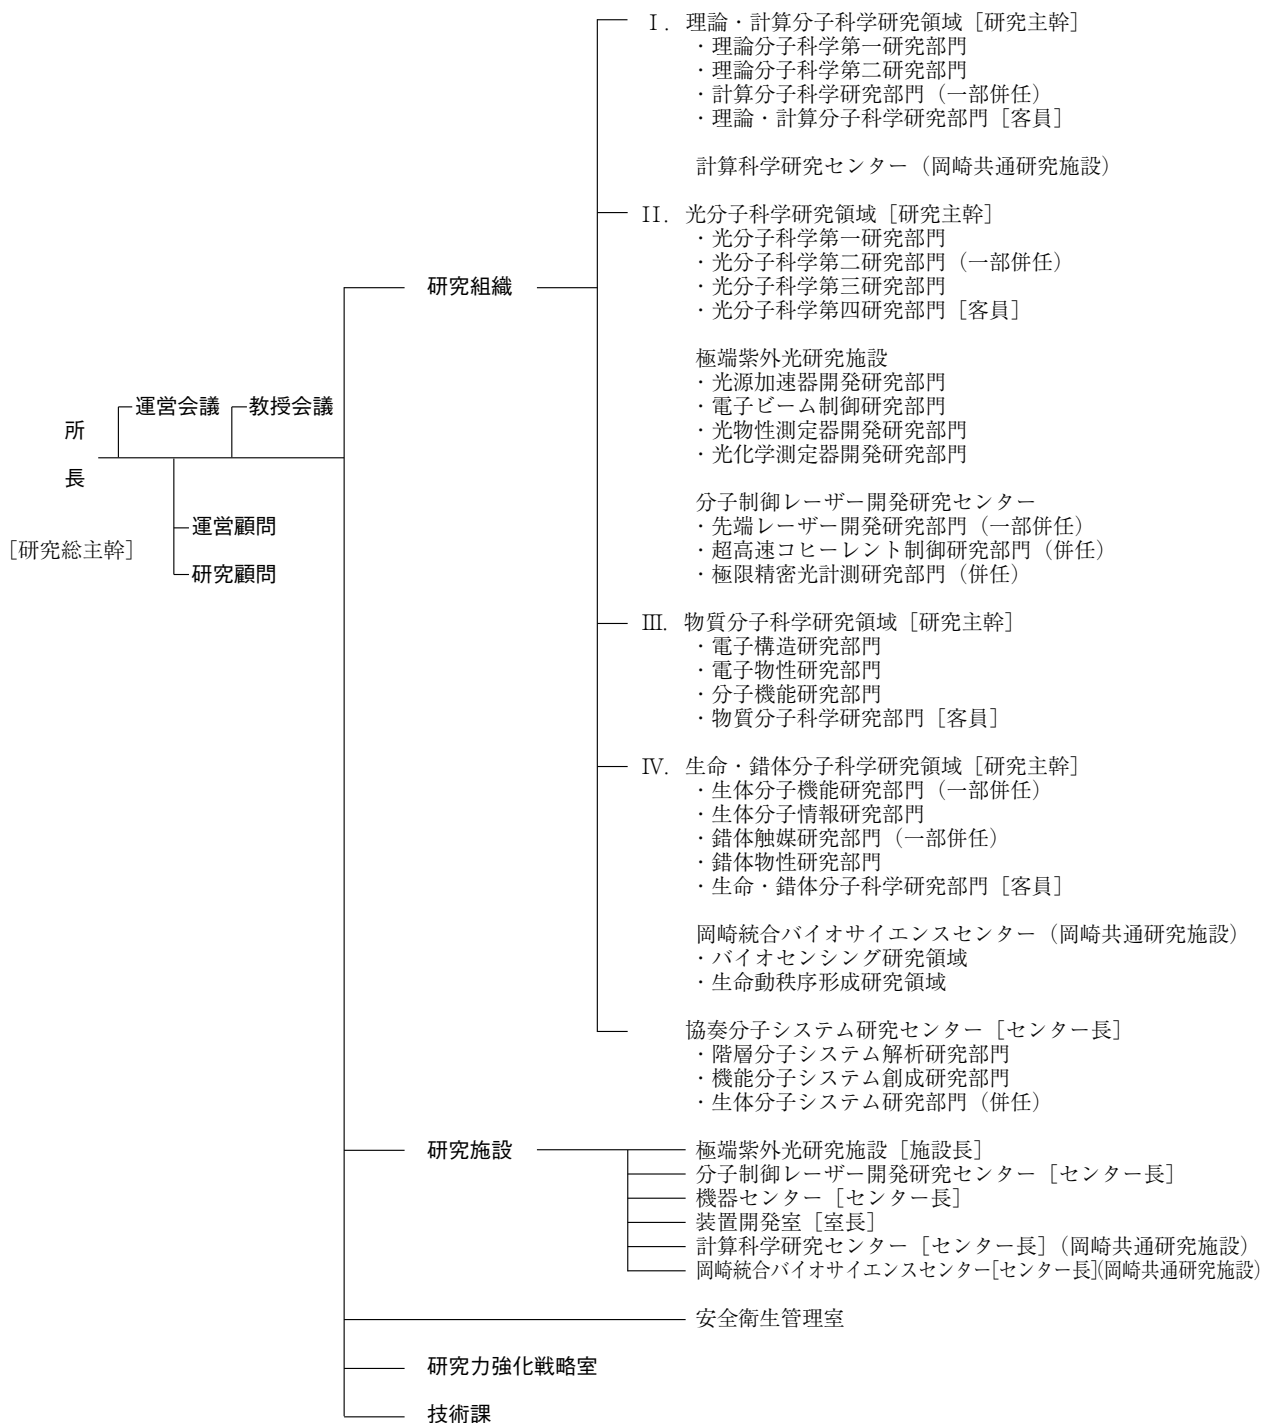 Ⅰ. 理論・計算分子科学研究領域［研究主幹］
・理論分子科学第一研究部門
・理論分子科学第二研究部門
・計算分子科学研究部門（一部併任）
・理論・計算分子科学研究部門［客員］
計算科学研究センター（岡崎共通研究施設）
Ⅱ. 光分子科学研究領域［研究主幹］
・光分子科学第一研究部門
・光分子科学第二研究部門（一部併任）
・光分子科学第三研究部門
・光分子科学第四研究部門［客員］
研究組織
極端紫外光研究施設
・光源加速器開発研究部門
・電子ビーム制御研究部門
・光物性測定器開発研究部門
・光化学測定器開発研究部門
運営会議
教授会議
所長
運営顧問
研究顧問
［研究総主幹］
分子制御レーザー開発研究センター
・先端レーザー開発研究部門（一部併任）
・超高速コヒーレント制御研究部門（併任）
・極限精密光計測研究部門（併任）
Ⅲ. 物質分子科学研究領域［研究主幹］
・電子構造研究部門
・電子物性研究部門
・分子機能研究部門
・物質分子科学研究部門［客員］
Ⅳ. 生命・錯体分子科学研究領域［研究主幹］
・生体分子機能研究部門（一部併任）
・生体分子情報研究部門
・錯体触媒研究部門（一部併任）
・錯体物性研究部門
・生命・錯体分子科学研究部門［客員］
岡崎統合バイオサイエンスセンター（岡崎共通研究施設）
・バイオセンシング研究領域
・生命動秩序形成研究領域
協奏分子システム研究センター［センター長］
・階層分子システム解析研究部門
・機能分子システム創成研究部門
・生体分子システム研究部門（併任）
研究施設
極端紫外光研究施設［施設長］
分子制御レーザー開発研究センター［センター長］
機器センター［センター長］
装置開発室［室長］
計算科学研究センター［センター長］（岡崎共通研究施設）
岡崎統合バイオサイエンスセンター[センター長](岡崎共通研究施設)
安全衛生管理室
研究力強化戦略室
技術課